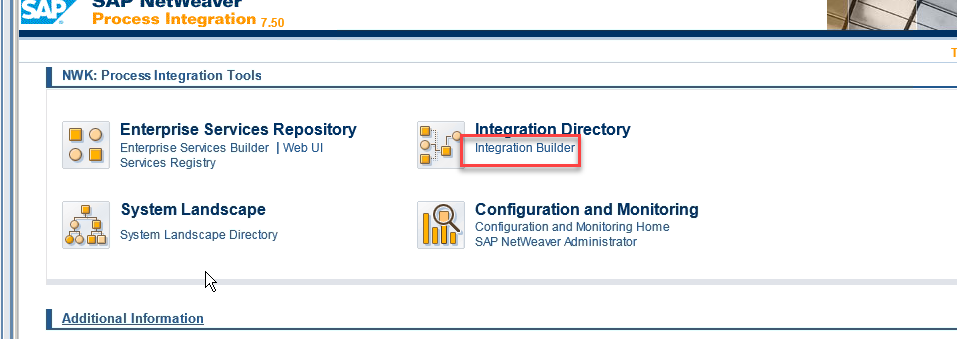 SAP
SAP NetWeaver
Process Integration 7.50
T
NWK: Process Integration Tools
Enterprise Services Repository
Enterprise Services Builder | Web UI
Services Registry
Integration Directory
Integration Builder
System Landscape
System Landscape Directory
Configuration and Monitoring
Configuration and Monitoring Home
SAP NetWeaver Administrator
Additional Information